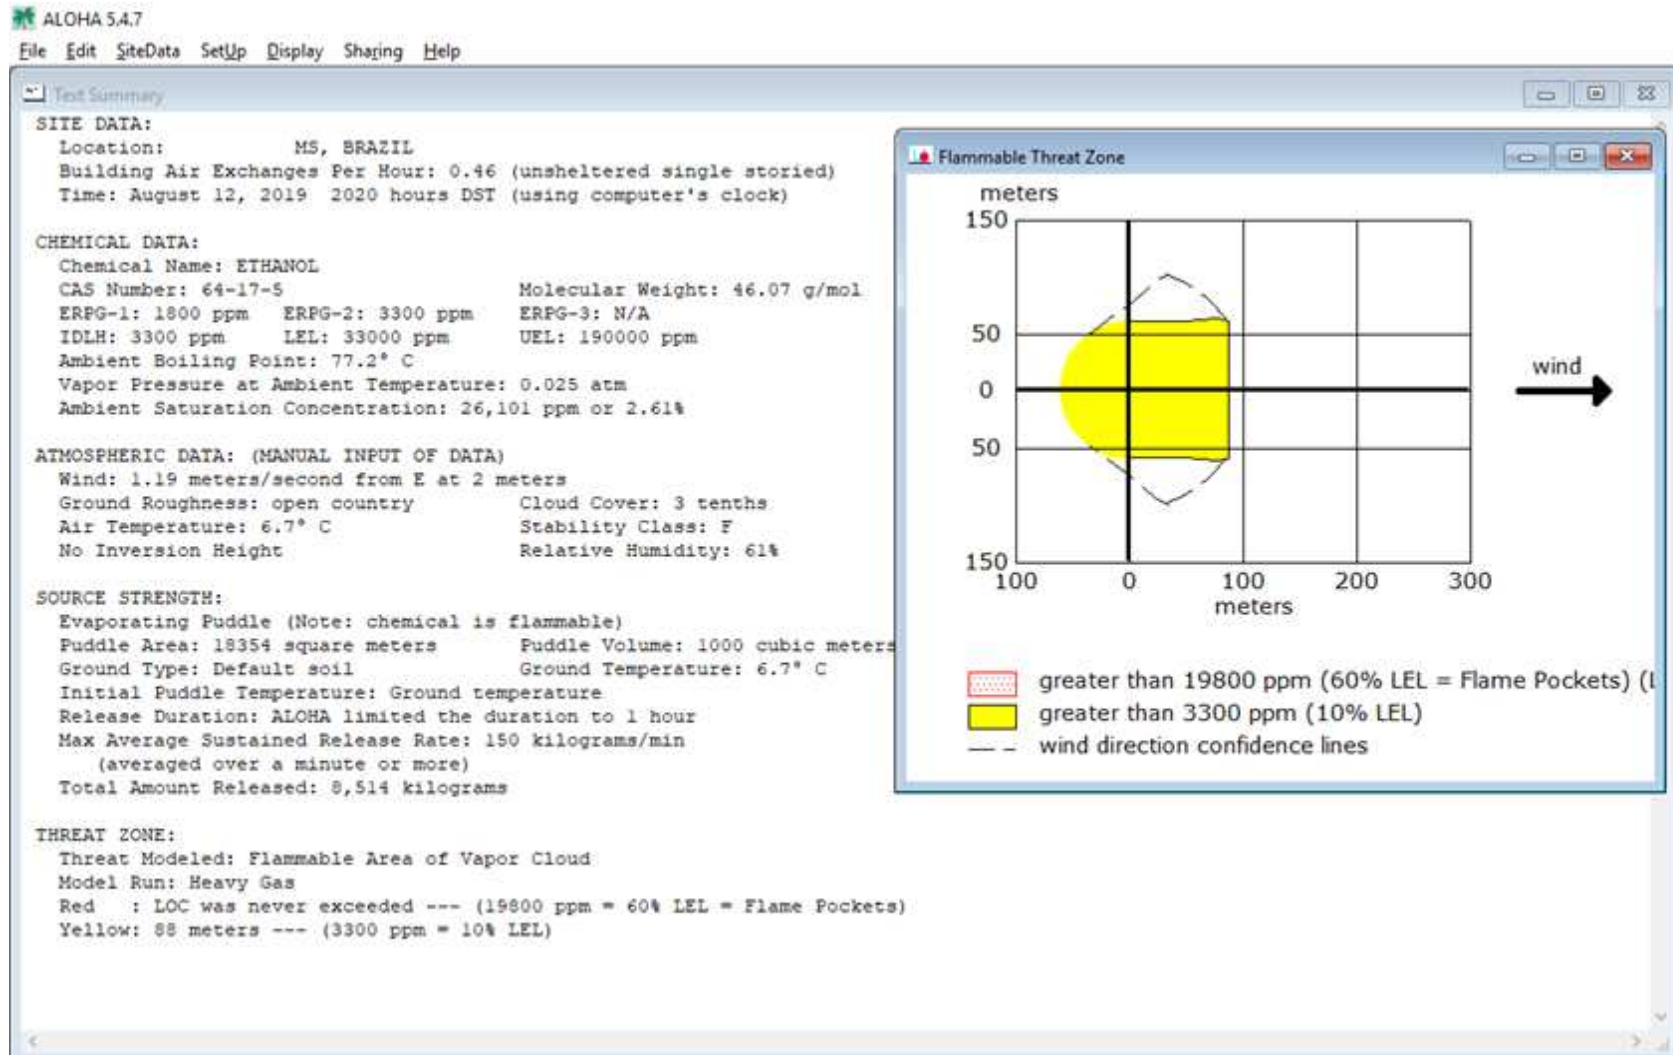 ALOHA 5.4.7
File Edit SiteData SetUp Display Sharing Help
Text Summary
SITE DATA:
Location: MS, BRAZIL
Building Air Exchanges Per Hour: 0.46 (unsheltered single storied)
Time: August 12, 2019 2020 hours DST (using computer's clock)
CHEMICAL DATA:
Chemical Name: ETHANOL
CAS Number: 64-17-5 Molecular Weight: 46.07 g/mol
ERPG-1: 1800 ppm ERPG-2: 3300 ppm ERPG-3: N/A
IDLH: 3300 ppm LEL: 33000 ppm UEL: 190000 ppm
Ambient Boiling Point: 77.2° C
Vapor Pressure at Ambient Temperature: 0.025 atm
Ambient Saturation Concentration: 26,101 ppm or 2.61%
ATMOSPHERIC DATA: (MANUAL INPUT OF DATA)
Wind: 1.19 meters/second from E at 2 meters
Ground Roughness: open country Cloud Cover: 3 tenths
Air Temperature: 6.7° C Stability Class: F
No Inversion Height Relative Humidity: 61%
SOURCE STRENGTH:
Evaporating Puddle (Note: chemical is flammable)
Puddle Area: 18354 square meters Puddle Volume: 1000 cubic meters
Ground Type: Default soil Ground Temperature: 6.7° C
Initial Puddle Temperature: Ground temperature
Release Duration: ALOHA limited the duration to 1 hour
Max Average Sustained Release Rate: 150 kilograms/min
(averaged over a minute or more)
Total Amount Released: 8,514 kilograms
THREAT ZONE:
Threat Modeled: Flammable Area of Vapor Cloud
Model Run: Heavy Gas
Red : LOC was never exceeded --- (19800 ppm = 60% LEL = Flame Pockets)
Yellow: 88 meters --- (3300 ppm = 10% LEL)
Flammable Threat Zone
meters
150
50
0
50
150
100 0 100 200 300
meters
wind
greater than 19800 ppm (60% LEL = Flame Pockets) (L
greater than 3300 ppm (10% LEL)
wind direction confidence lines